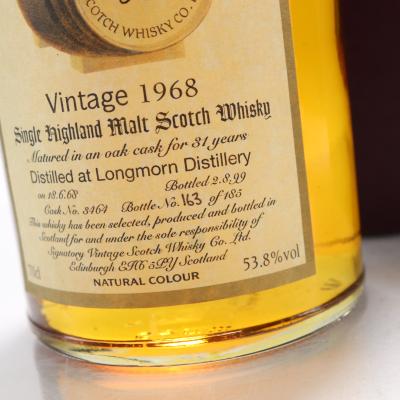 SCOTCH WHISKY CO.
Vintage 1968
Single Highland Malt Scotch Whisky
Matured in an oak cask for 31 years
Distilled at Longmorn Distillery
on 18.6.68 Bottled 2.8.99
Cask No. 3464 Bottle No. 163 of 185
This whisky has been selected, produced and bottled in
Scotland for and under the sole responsibility of
Signatory Vintage Scotch Whisky Co. Ltd.
Edinburgh EH6 5PY Scotland
70cl 53.8%vol
NATURAL COLOUR